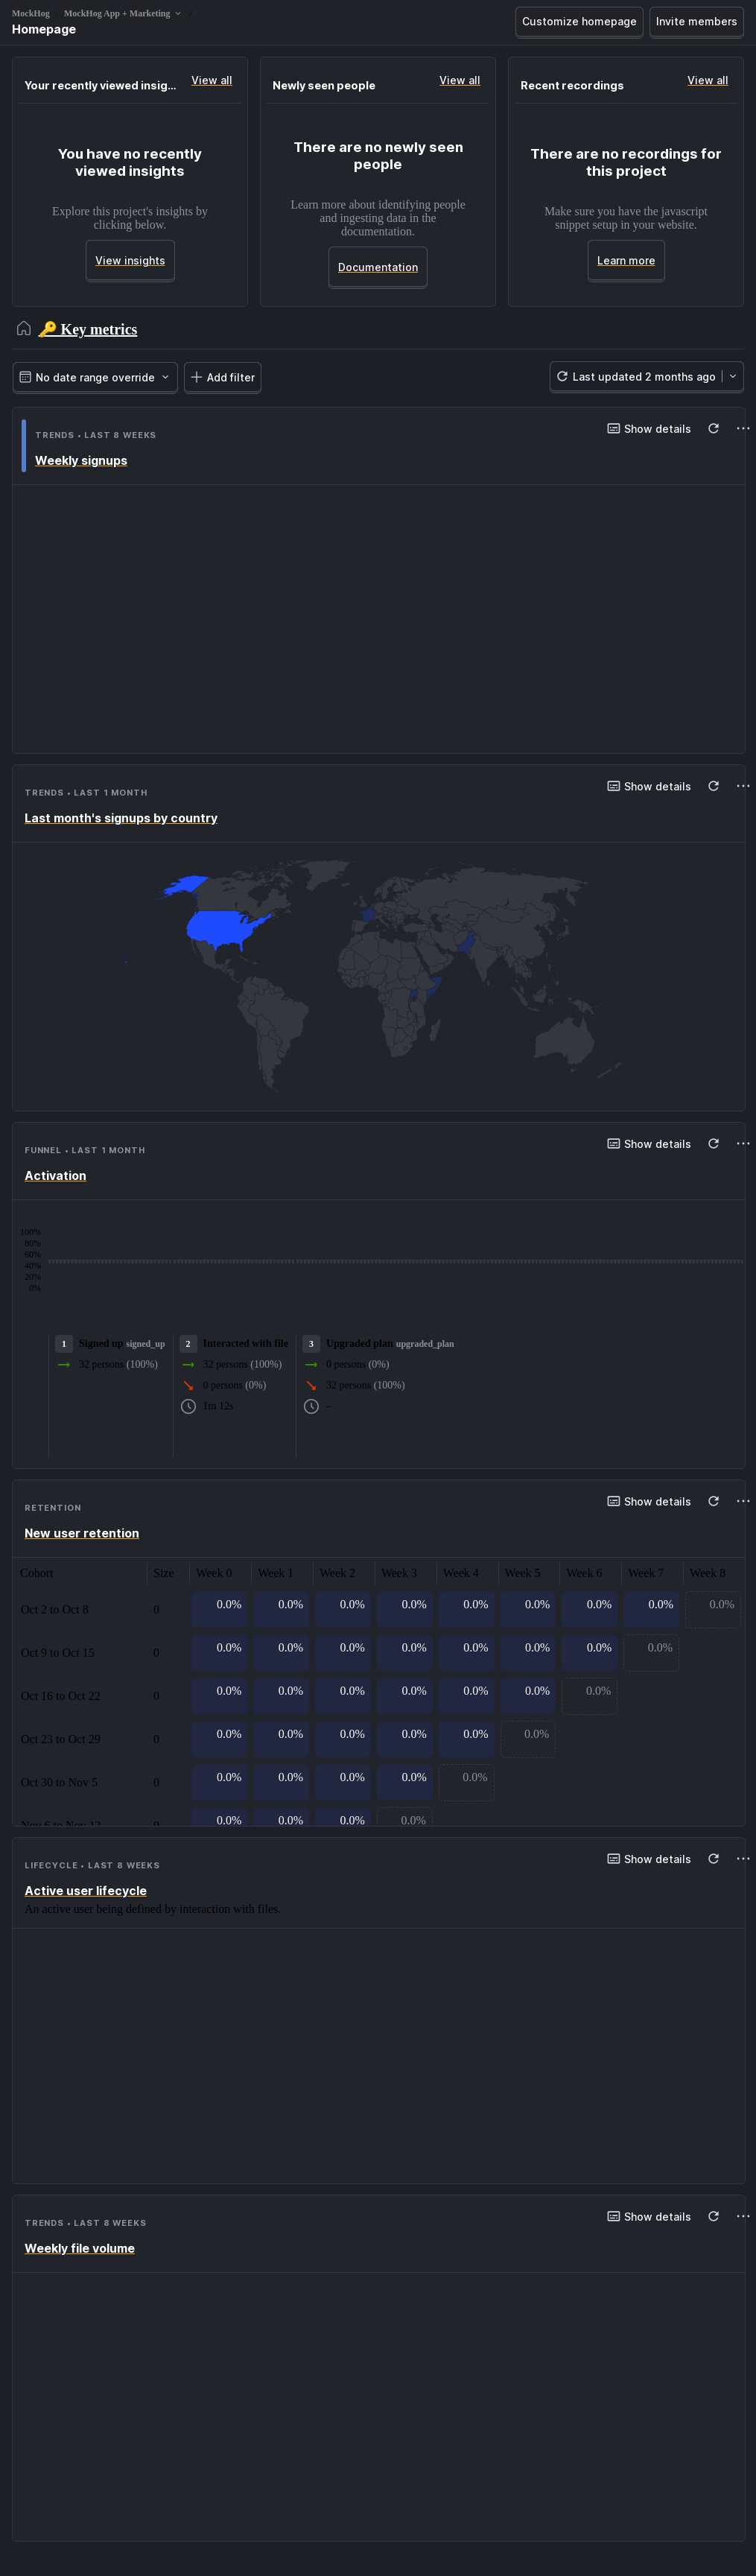 MockHog MockHog App + Marketing
Homepage
Customize homepage
Invite members
Your recently viewed insig...
View all
You have no recently
viewed insights
Explore this project's insights by
clicking below.
View insights
Newly seen people
View all
There are no newly seen
people
Learn more about identifying people
and ingesting data in the
documentation.
Documentation
Recent recordings
View all
There are no recordings for
this project
Make sure you have the javascript
snippet setup in your website.
Learn more
🔑 Key metrics
No date range override
Add filter
Last updated 2 months ago
TRENDS • LAST 8 WEEKS
Show details
Weekly signups
TRENDS • LAST 1 MONTH
Show details
Last month's signups by country
FUNNEL • LAST 1 MONTH
Show details
Activation
100%
80%
60%
40%
20%
0%
1 Signed up signed_up
32 persons (100%)
2 Interacted with file
32 persons (100%)
0 persons (0%)
1m 12s
3 Upgraded plan upgraded_plan
0 persons (0%)
32 persons (100%)
–
RETENTION
Show details
New user retention
Cohort Size Week 0 Week 1 Week 2 Week 3 Week 4 Week 5 Week 6 Week 7 Week 8
Oct 2 to Oct 8 0 0.0% 0.0% 0.0% 0.0% 0.0% 0.0% 0.0% 0.0% 0.0%
Oct 9 to Oct 15 0 0.0% 0.0% 0.0% 0.0% 0.0% 0.0% 0.0% 0.0%
Oct 16 to Oct 22 0 0.0% 0.0% 0.0% 0.0% 0.0% 0.0% 0.0%
Oct 23 to Oct 29 0 0.0% 0.0% 0.0% 0.0% 0.0% 0.0%
Oct 30 to Nov 5 0 0.0% 0.0% 0.0% 0.0% 0.0%
Nov 6 to Nov 12 0 0.0% 0.0% 0.0% 0.0%
LIFECYCLE • LAST 8 WEEKS
Show details
Active user lifecycle
An active user being defined by interaction with files.
TRENDS • LAST 8 WEEKS
Show details
Weekly file volume